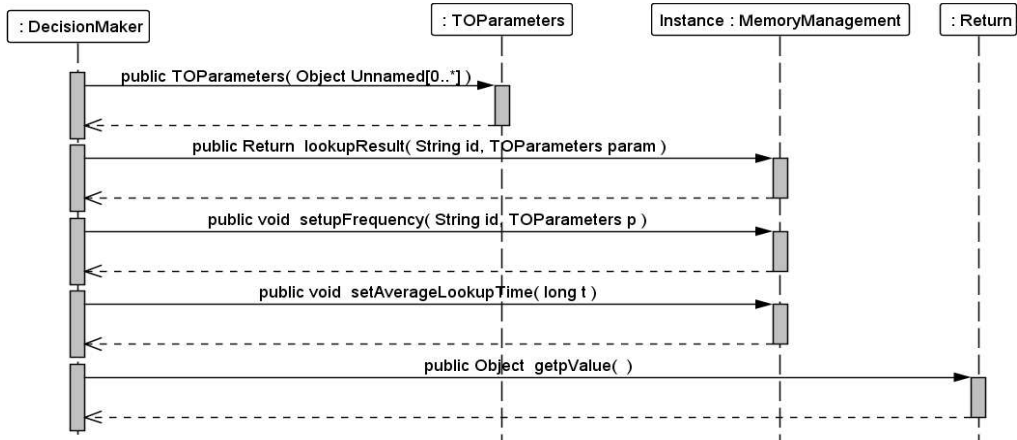 : DecisionMaker
: TOParameters
Instance : MemoryManagement
: Return
public TOParameters( Object Unnamed[0..*] )
public Return lookupResult( String id, TOParameters param )
public void setupFrequency( String id, TOParameters p )
public void setAverageLookupTime( long t )
public Object getpValue( )